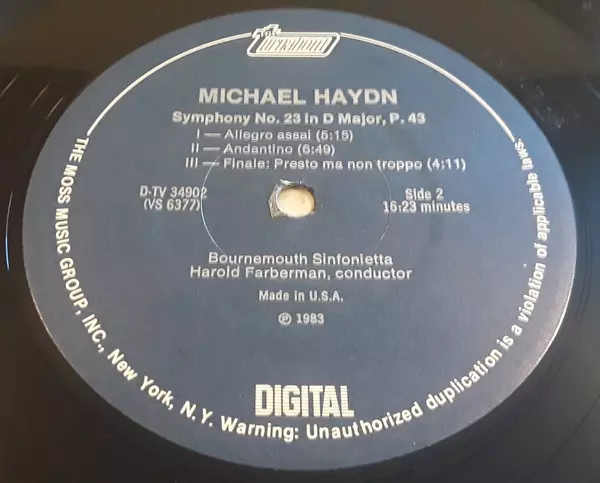 Turnabout
MICHAEL HAYDN
Symphony No. 23 in D Major, P. 43
I — Allegro assai (5:15)
II — Andantino (6:49)
III — Finale: Presto ma non troppo (4:11)
D-TV 34902
(VS 6377)
Side 2
16:23 minutes
Bournemouth Sinfonietta
Harold Farberman, conductor
Made in U.S.A.
℗ 1983
DIGITAL
THE MOSS MUSIC GROUP, INC., New York, N.Y. Warning: Unauthorized duplication is a violation of applicable laws.